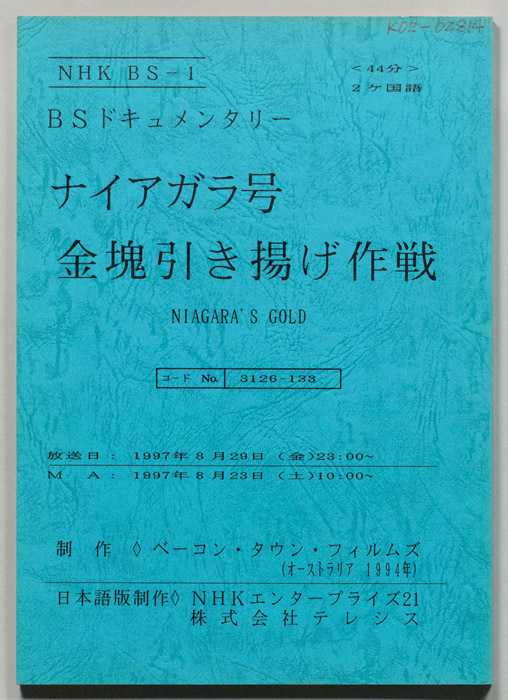 K02-02814
NHK BS-1
<44分>
2ヶ国語
BSドキュメンタリー
ナイアガラ号
金塊引き揚げ作戦
NIAGARA'S GOLD
コード No. 3126-133
放送日: 1997年8月29日 (金)23:00~
M A: 1997年8月23日 (土)10:00~
制作◊ベーコン・タウン・フィルムズ
(オーストラリア 1994年)
日本語版制作◊NHKエンタープライズ21
株式会社テレシス